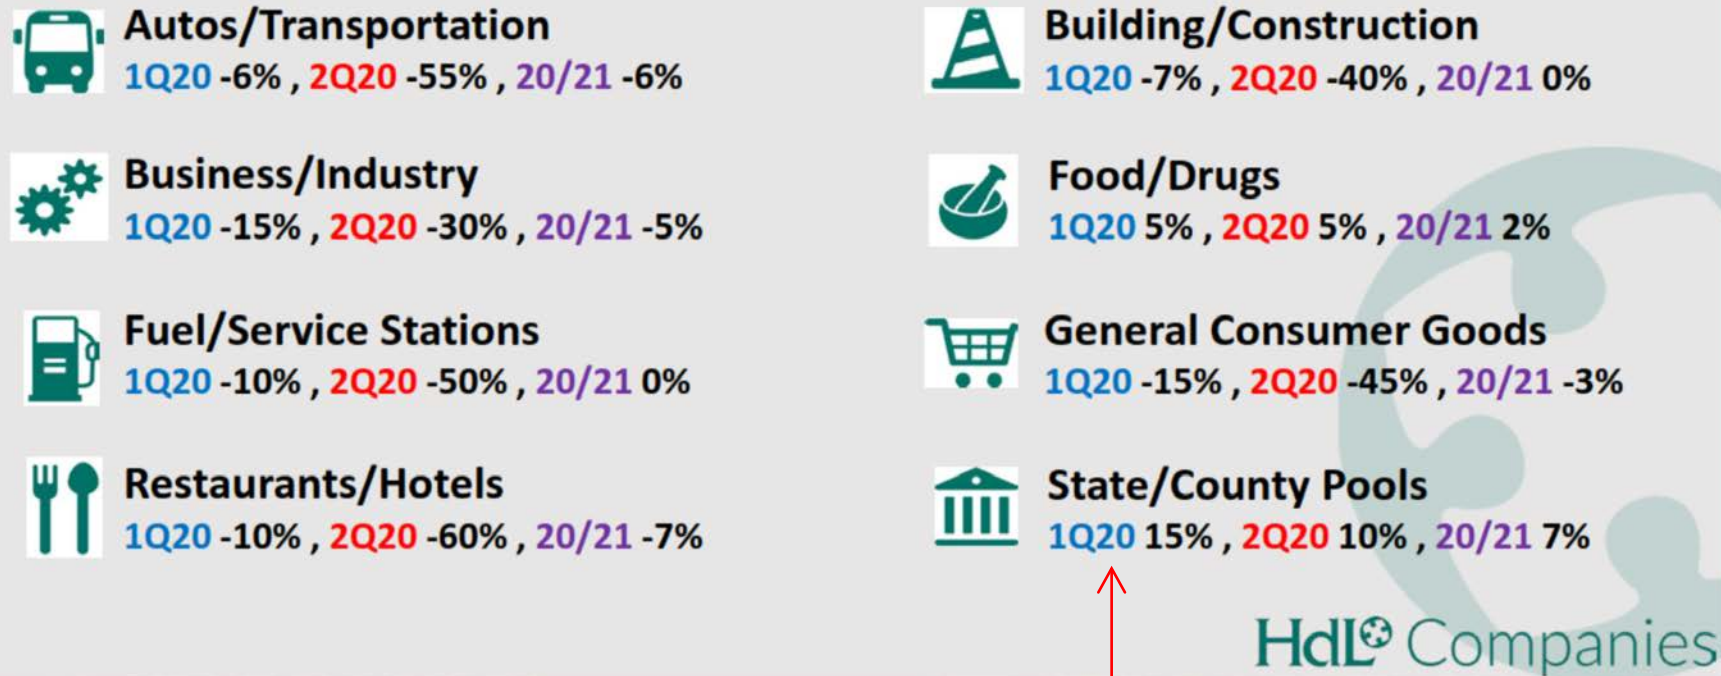 Autos/Transportation
1Q20 -6% , 2Q20 -55% , 20/21 -6%
Building/Construction
1Q20 -7% , 2Q20 -40% , 20/21 0%
Business/Industry
1Q20 -15% , 2Q20 -30% , 20/21 -5%
Food/Drugs
1Q20 5% , 2Q20 5% , 20/21 2%
Fuel/Service Stations
1Q20 -10% , 2Q20 -50% , 20/21 0%
General Consumer Goods
1Q20 -15% , 2Q20 -45% , 20/21 -3%
Restaurants/Hotels
1Q20 -10% , 2Q20 -60% , 20/21 -7%
State/County Pools
1Q20 15% , 2Q20 10% , 20/21 7%
HdL Companies